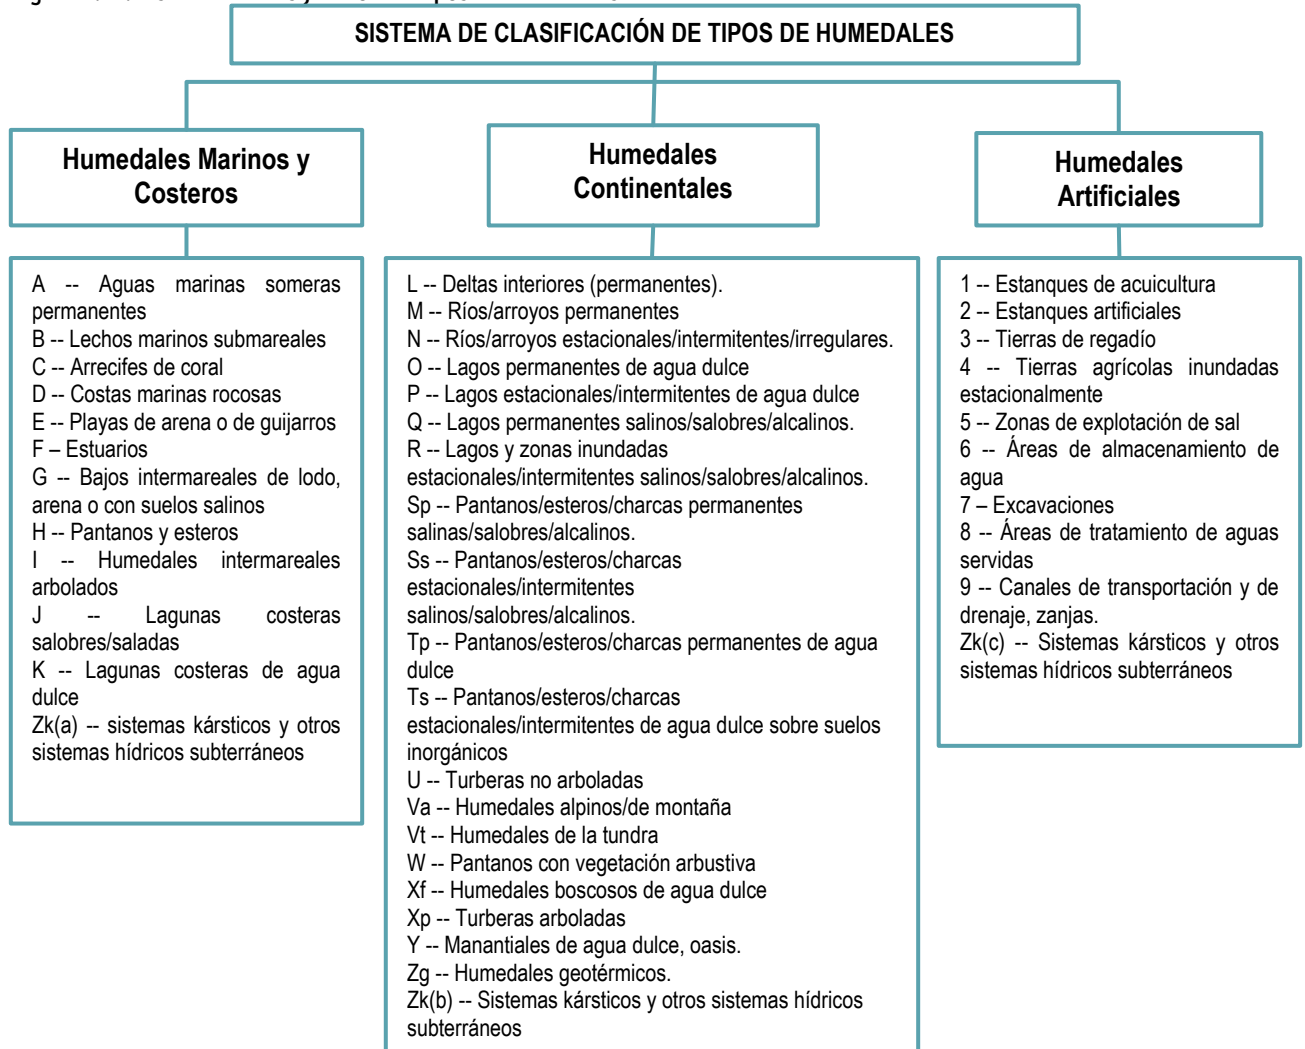 SISTEMA DE CLASIFICACIÓN DE TIPOS DE HUMEDALES
Humedales Marinos y
Costeros
A -- Aguas marinas someras
permanentes
B -- Lechos marinos submareales
C -- Arrecifes de coral
D -- Costas marinas rocosas
E -- Playas de arena o de guijarros
F – Estuarios
G -- Bajos intermareales de lodo,
arena o con suelos salinos
H -- Pantanos y esteros
I -- Humedales intermareales
arbolados
J -- Lagunas costeras
salobres/saladas
K -- Lagunas costeras de agua
dulce
Zk(a) -- sistemas kársticos y otros
sistemas hídricos subterráneos
Humedales
Continentales
L -- Deltas interiores (permanentes).
M -- Ríos/arroyos permanentes
N -- Ríos/arroyos estacionales/intermitentes/irregulares.
O -- Lagos permanentes de agua dulce
P -- Lagos estacionales/intermitentes de agua dulce
Q -- Lagos permanentes salinos/salobres/alcalinos.
R -- Lagos y zonas inundadas
estacionales/intermitentes salinos/salobres/alcalinos.
Sp -- Pantanos/esteros/charcas permanentes
salinas/salobres/alcalinos.
Ss -- Pantanos/esteros/charcas
estacionales/intermitentes
salinos/salobres/alcalinos.
Tp -- Pantanos/esteros/charcas permanentes de agua
dulce
Ts -- Pantanos/esteros/charcas
estacionales/intermitentes de agua dulce sobre suelos
inorgánicos
U -- Turberas no arboladas
Va -- Humedales alpinos/de montaña
Vt -- Humedales de la tundra
W -- Pantanos con vegetación arbustiva
Xf -- Humedales boscosos de agua dulce
Xp -- Turberas arboladas
Y -- Manantiales de agua dulce, oasis.
Zg -- Humedales geotérmicos.
Zk(b) -- Sistemas kársticos y otros sistemas hídricos
subterráneos
Humedales
Artificiales
1 -- Estanques de acuicultura
2 -- Estanques artificiales
3 -- Tierras de regadío
4 -- Tierras agrícolas inundadas
estacionalmente
5 -- Zonas de explotación de sal
6 -- Áreas de almacenamiento de
agua
7 – Excavaciones
8 -- Áreas de tratamiento de aguas
servidas
9 -- Canales de transportación y de
drenaje, zanjas.
Zk(c) -- Sistemas kársticos y otros
sistemas hídricos subterráneos